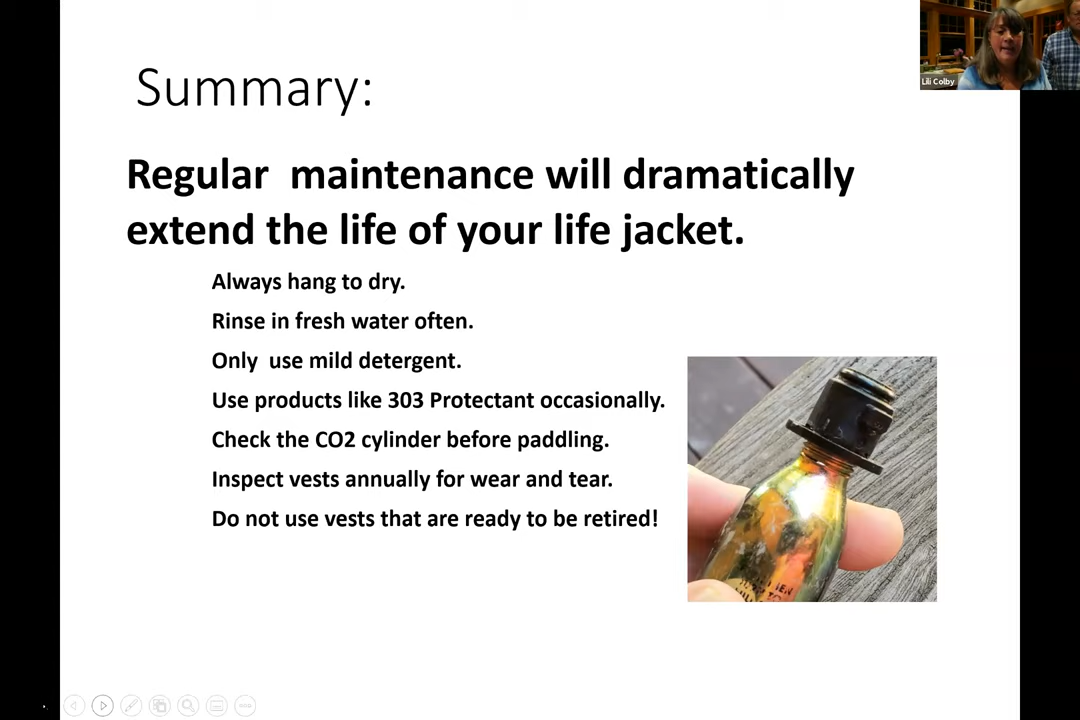 Summary:
Regular  maintenance will dramatically
extend the life of your life jacket.
Always hang to dry.
Rinse in fresh water often.
Only  use mild detergent.
Use products like 303 Protectant occasionally.
Check the CO2 cylinder before paddling.
Inspect vests annually for wear and tear.
Do not use vests that are ready to be retired!
Lili Colby